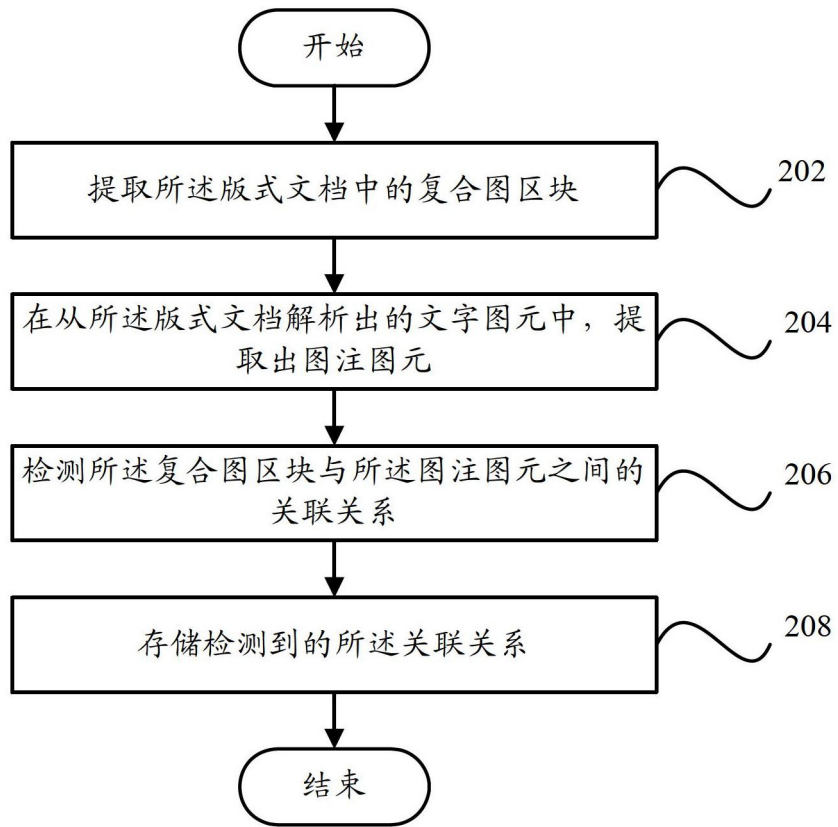 开始
提取所述版式文档中的复合图区块
202
在从所述版式文档解析出的文字图元中，提
取出图注图元
204
检测所述复合图区块与所述图注图元之间的
关联关系
206
存储检测到的所述关联关系
208
结束